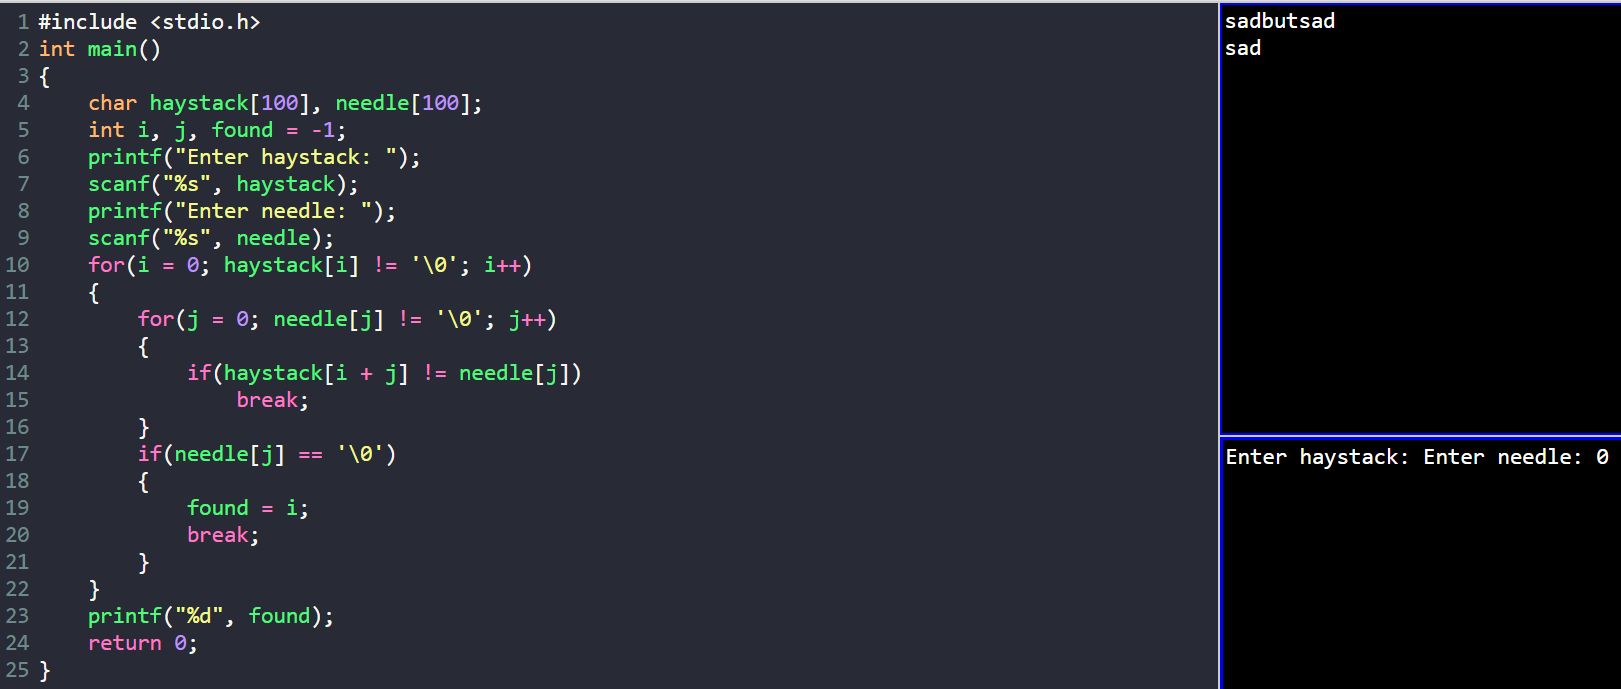 1 #include <stdio.h>
2 int main()
3 {
4     char haystack[100], needle[100];
5     int i, j, found = -1;
6     printf("Enter haystack: ");
7     scanf("%s", haystack);
8     printf("Enter needle: ");
9     scanf("%s", needle);
10     for(i = 0; haystack[i] != '\0'; i++)
11     {
12         for(j = 0; needle[j] != '\0'; j++)
13         {
14             if(haystack[i + j] != needle[j])
15                 break;
16         }
17         if(needle[j] == '\0')
18         {
19             found = i;
20             break;
21         }
22     }
23     printf("%d", found);
24     return 0;
25 }
sadbutsad
sad
Enter haystack: Enter needle: 0